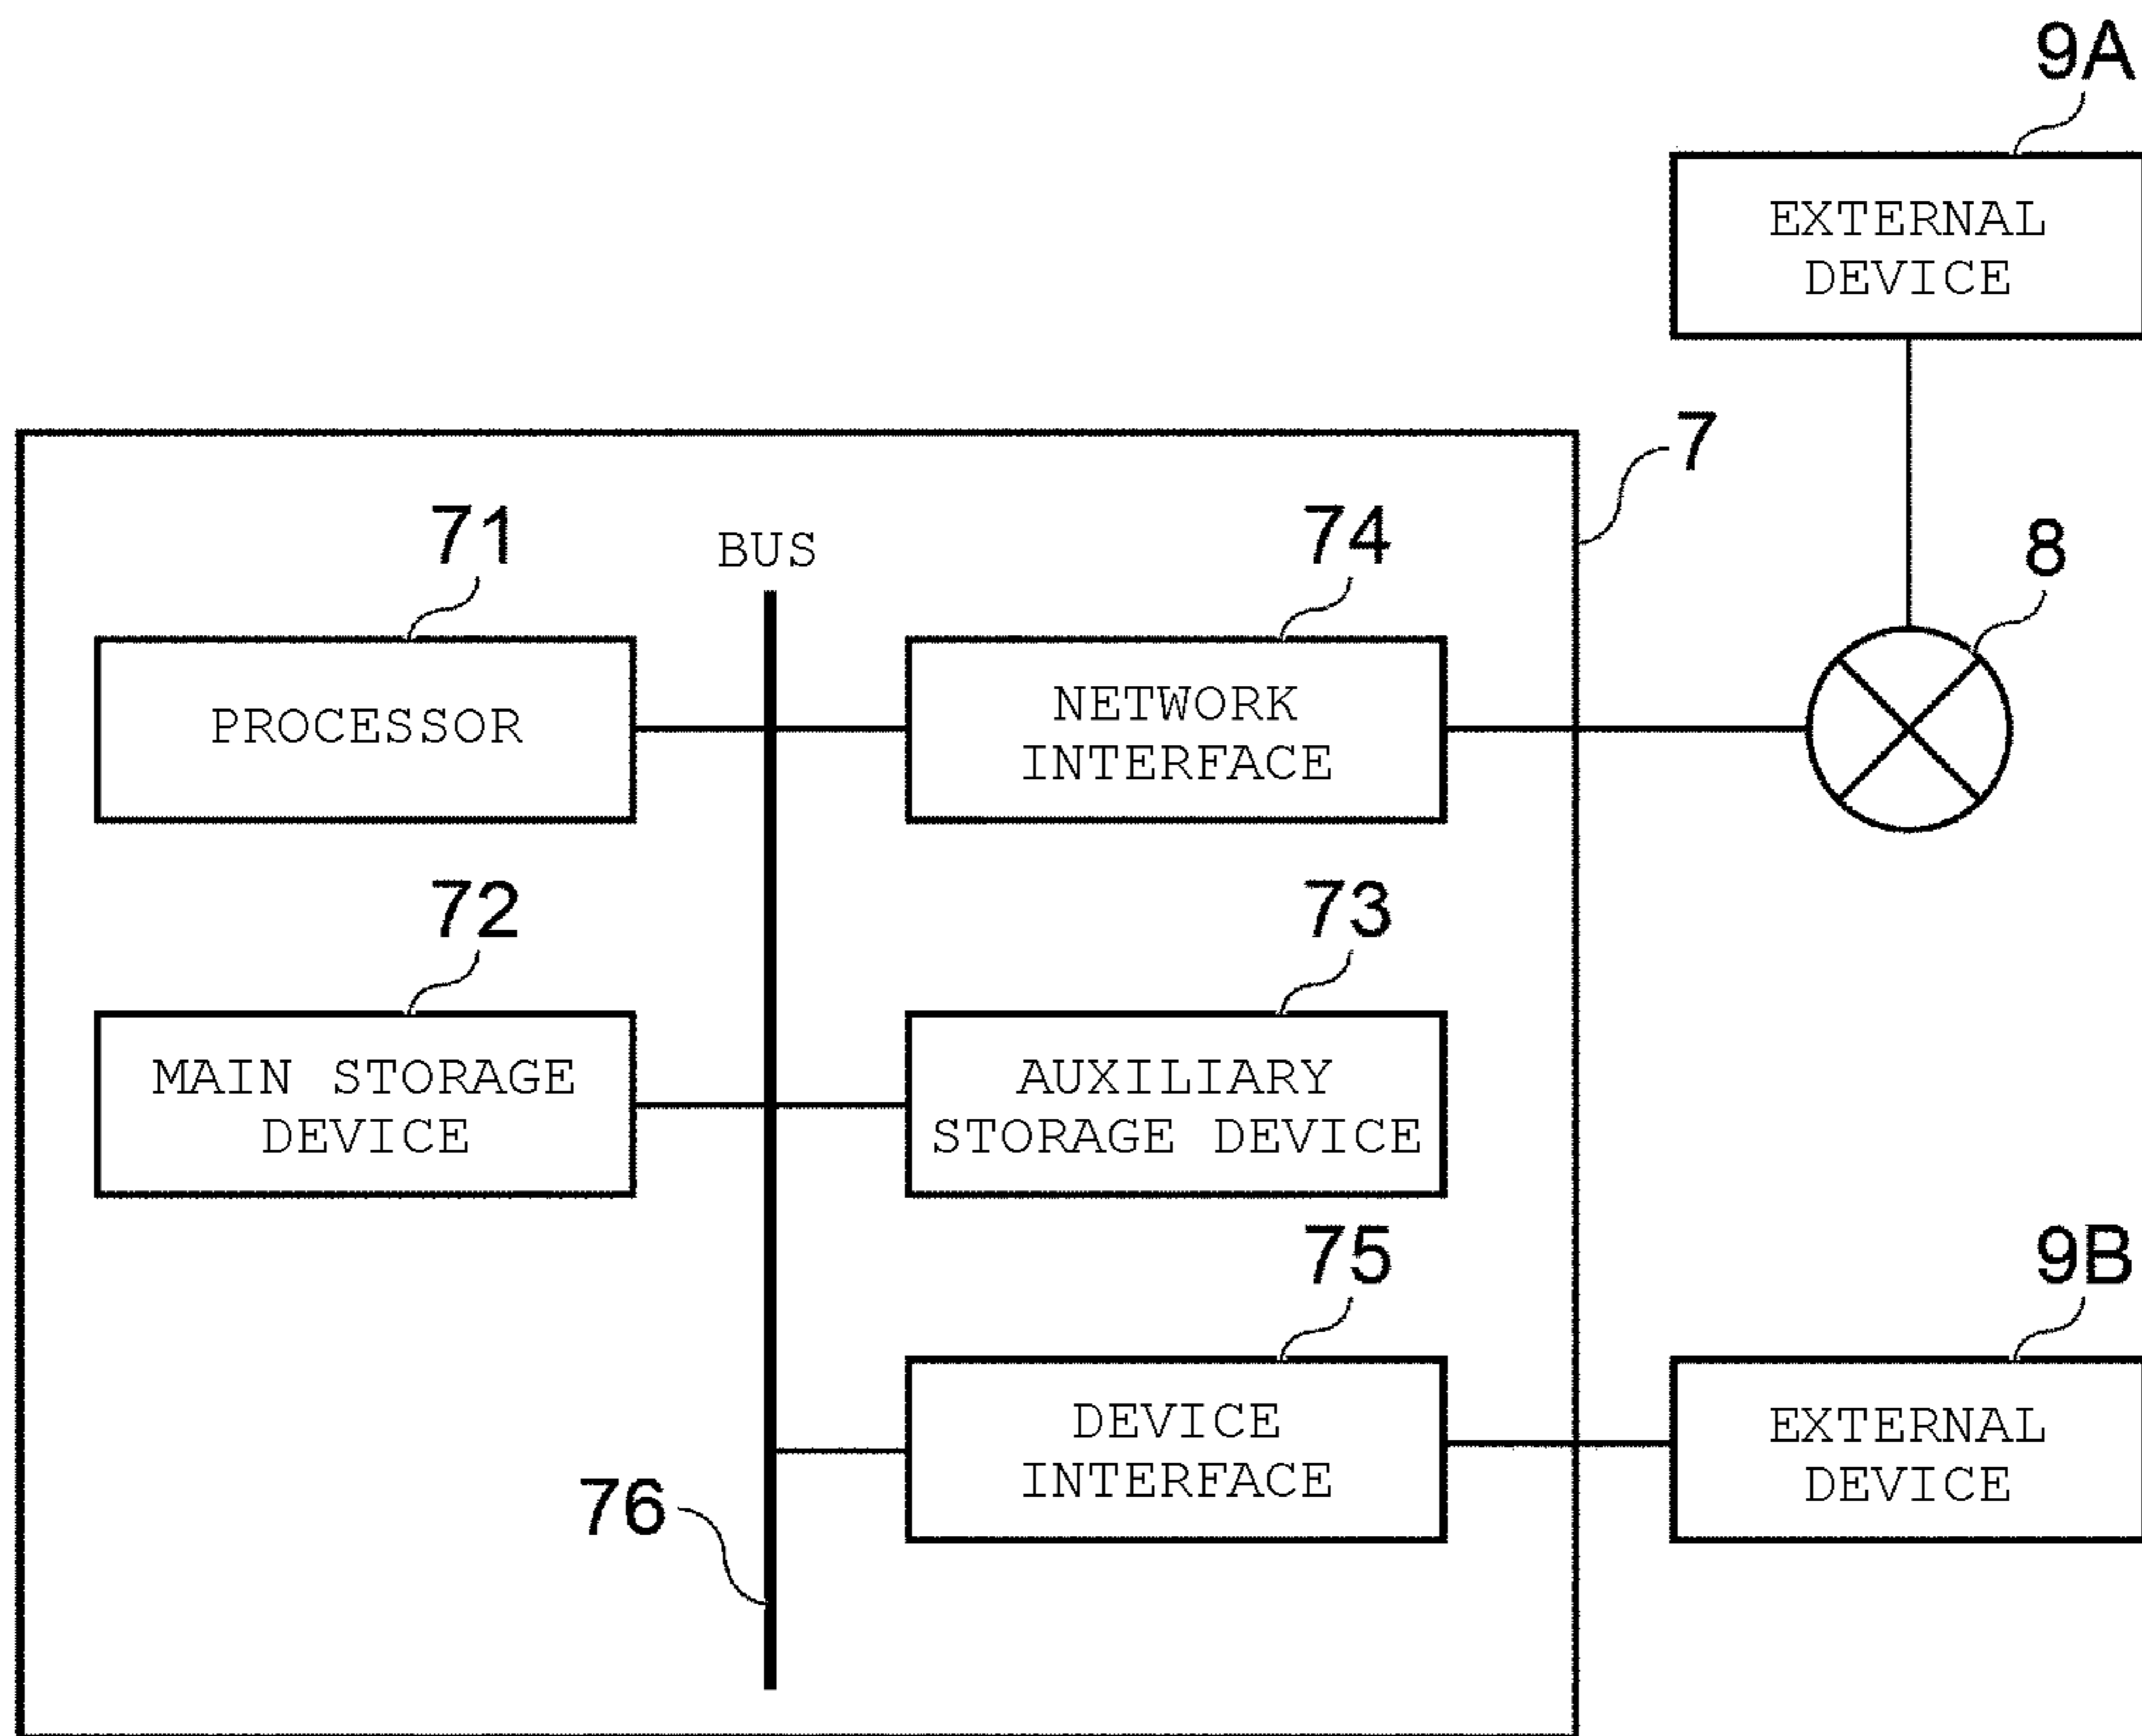 9A
EXTERNAL
DEVICE
7
71
BUS
74
8
PROCESSOR
NETWORK
INTERFACE
72
73
MAIN STORAGE
DEVICE
AUXILIARY
STORAGE DEVICE
75
9B
DEVICE
INTERFACE
EXTERNAL
DEVICE
76